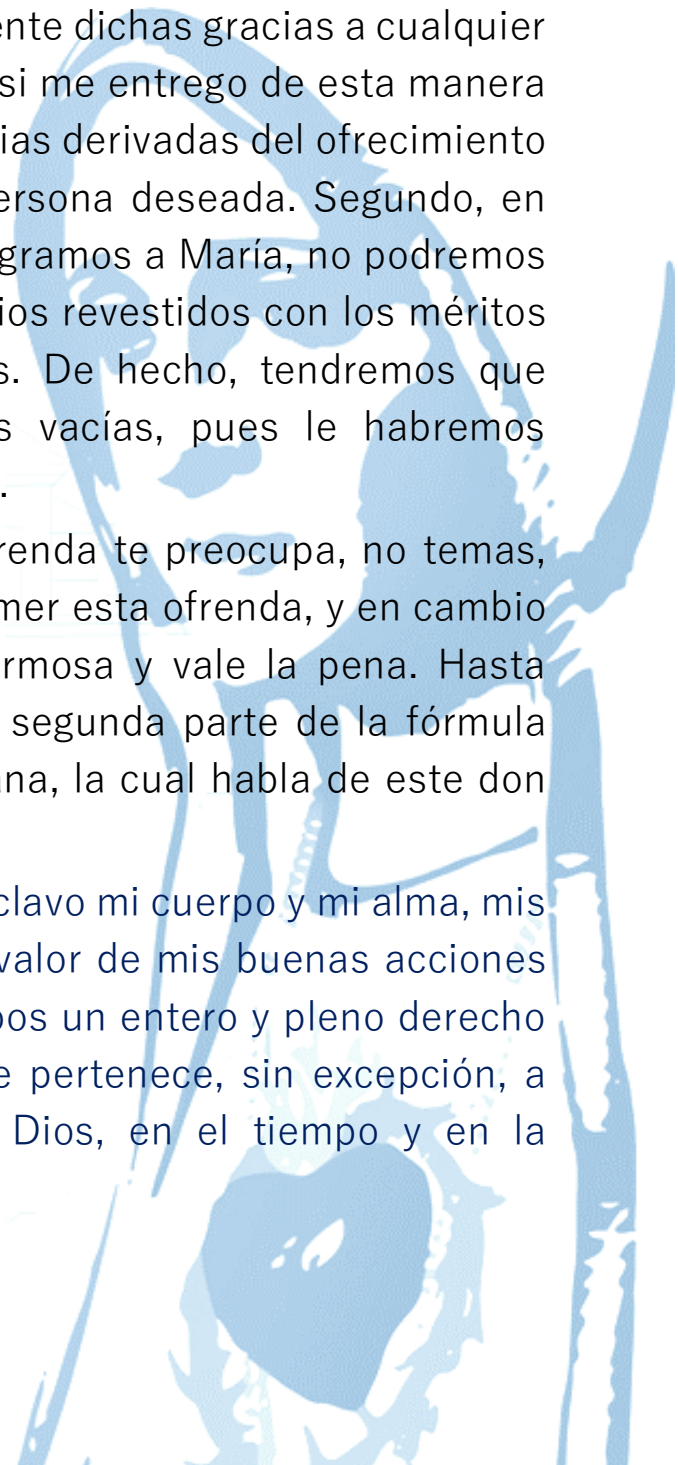 ente dichas gracias a cualquier
si me entrego de esta manera
ias derivadas del ofrecimiento
ersona deseada. Segundo, en
gramos a María, no podremos
ios revestidos con los méritos
s. De hecho, tendremos que
s vacías, pues le habremos
.
renda te preocupa, no temas,
mer esta ofrenda, y en cambio
ermosa y vale la pena. Hasta
segunda parte de la fórmula
ana, la cual habla de este don
clavo mi cuerpo y mi alma, mis
valor de mis buenas acciones
pos un entero y pleno derecho
e pertenece, sin excepción, a
Dios, en el tiempo y en la